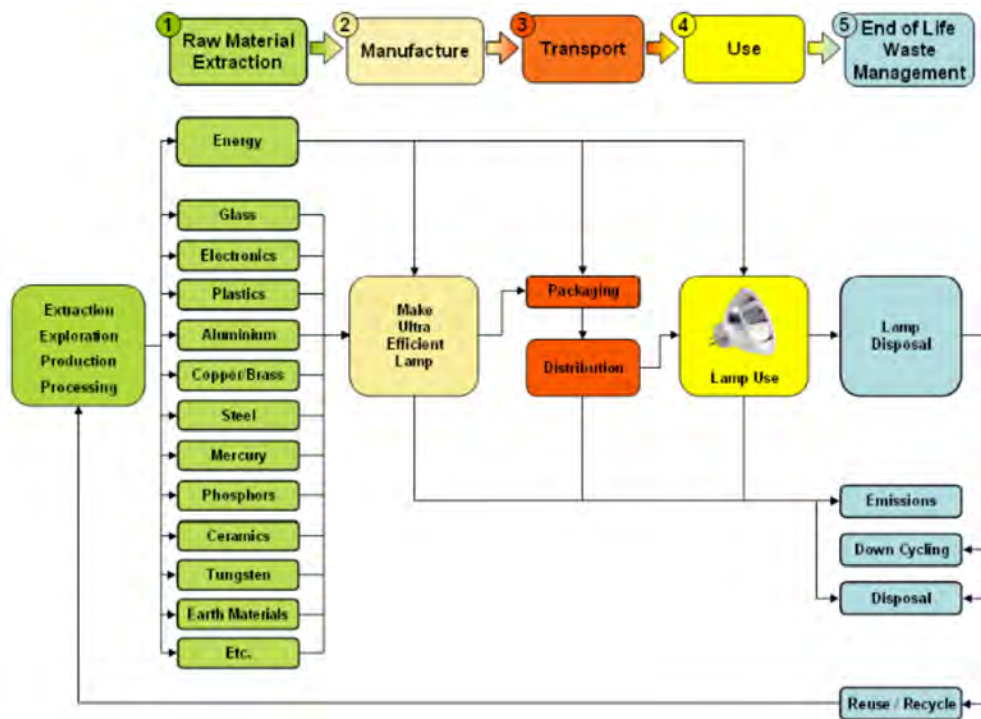 1
Raw Material
Extraction
2
Manufacture
3
Transport
4
Use
5
End of Life
Waste
Management
Energy
Glass
Electronics
Plastics
Aluminium
Copper/Brass
Steel
Mercury
Phosphors
Ceramics
Tungsten
Earth Materials
Etc.
Extraction
Exploration
Production
Processing
Make
Ultra
Efficient
Lamp
Packaging
Distribution
Lamp Use
Lamp
Disposal
Emissions
Down Cycling
Disposal
Reuse / Recycle